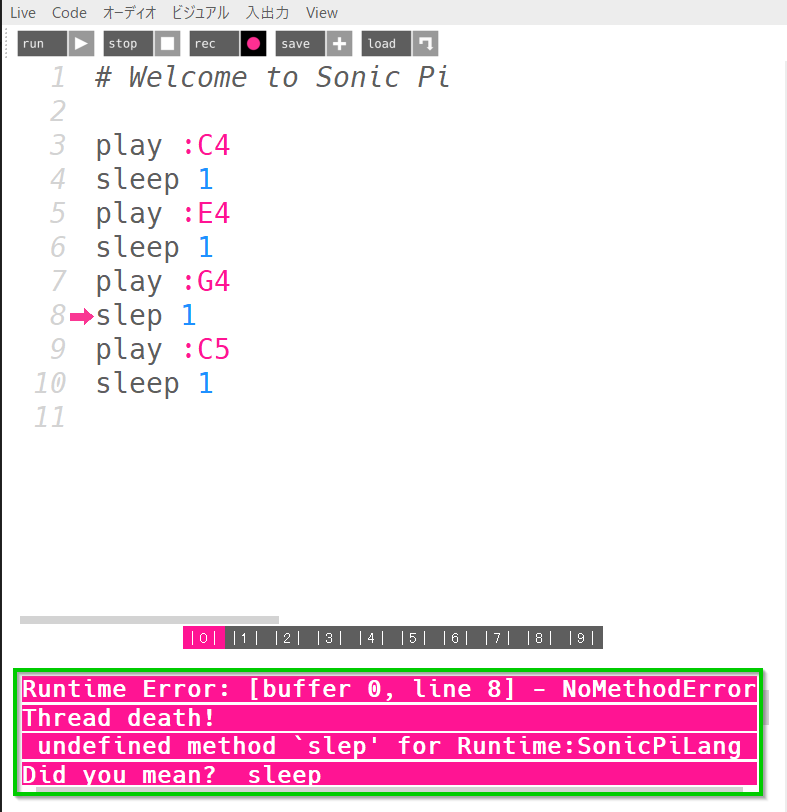 Live Code オーディオ ビジュアル 入出力 View
run stop rec save load
1 # Welcome to Sonic Pi
2
3 play :C4
4 sleep 1
5 play :E4
6 sleep 1
7 play :G4
8 slep 1
9 play :C5
10 sleep 1
11
|0| |1| |2| |3| |4| |5| |6| |7| |8| |9|
Runtime Error: [buffer 0, line 8] - NoMethodError
Thread death!
undefined method `slep' for Runtime:SonicPiLang
Did you mean?  sleep